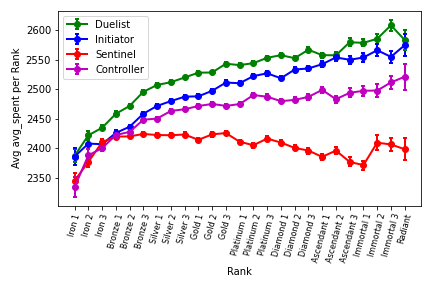 Duelist
Initiator
Sentinel
Controller
Avg avg_spent per Rank
2600
2550
2500
2450
2400
2350
Iron 1
Iron 2
Iron 3
Bronze 1
Bronze 2
Bronze 3
Silver 1
Silver 2
Silver 3
Gold 1
Gold 2
Gold 3
Platinum 1
Platinum 2
Platinum 3
Diamond 1
Diamond 2
Diamond 3
Ascendant 1
Ascendant 2
Ascendant 3
Immortal 1
Immortal 2
Immortal 3
Radiant
Rank